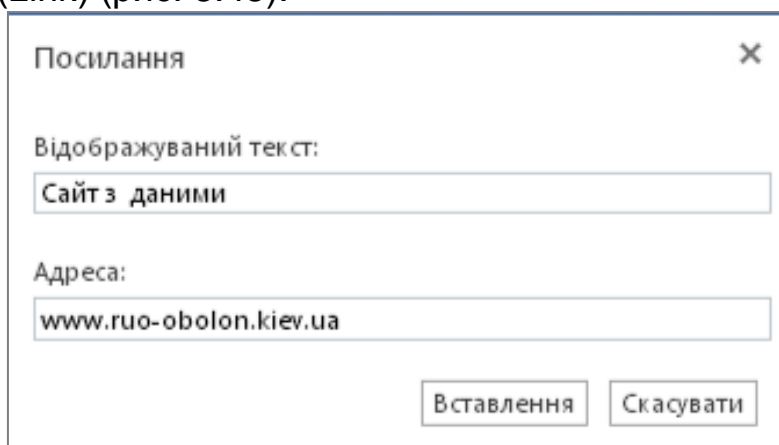 Посилання
Відображуваний текст:
Сайт з даними
Адреса:
www.ruo-obolon.kiev.ua
Вставлення Скасувати